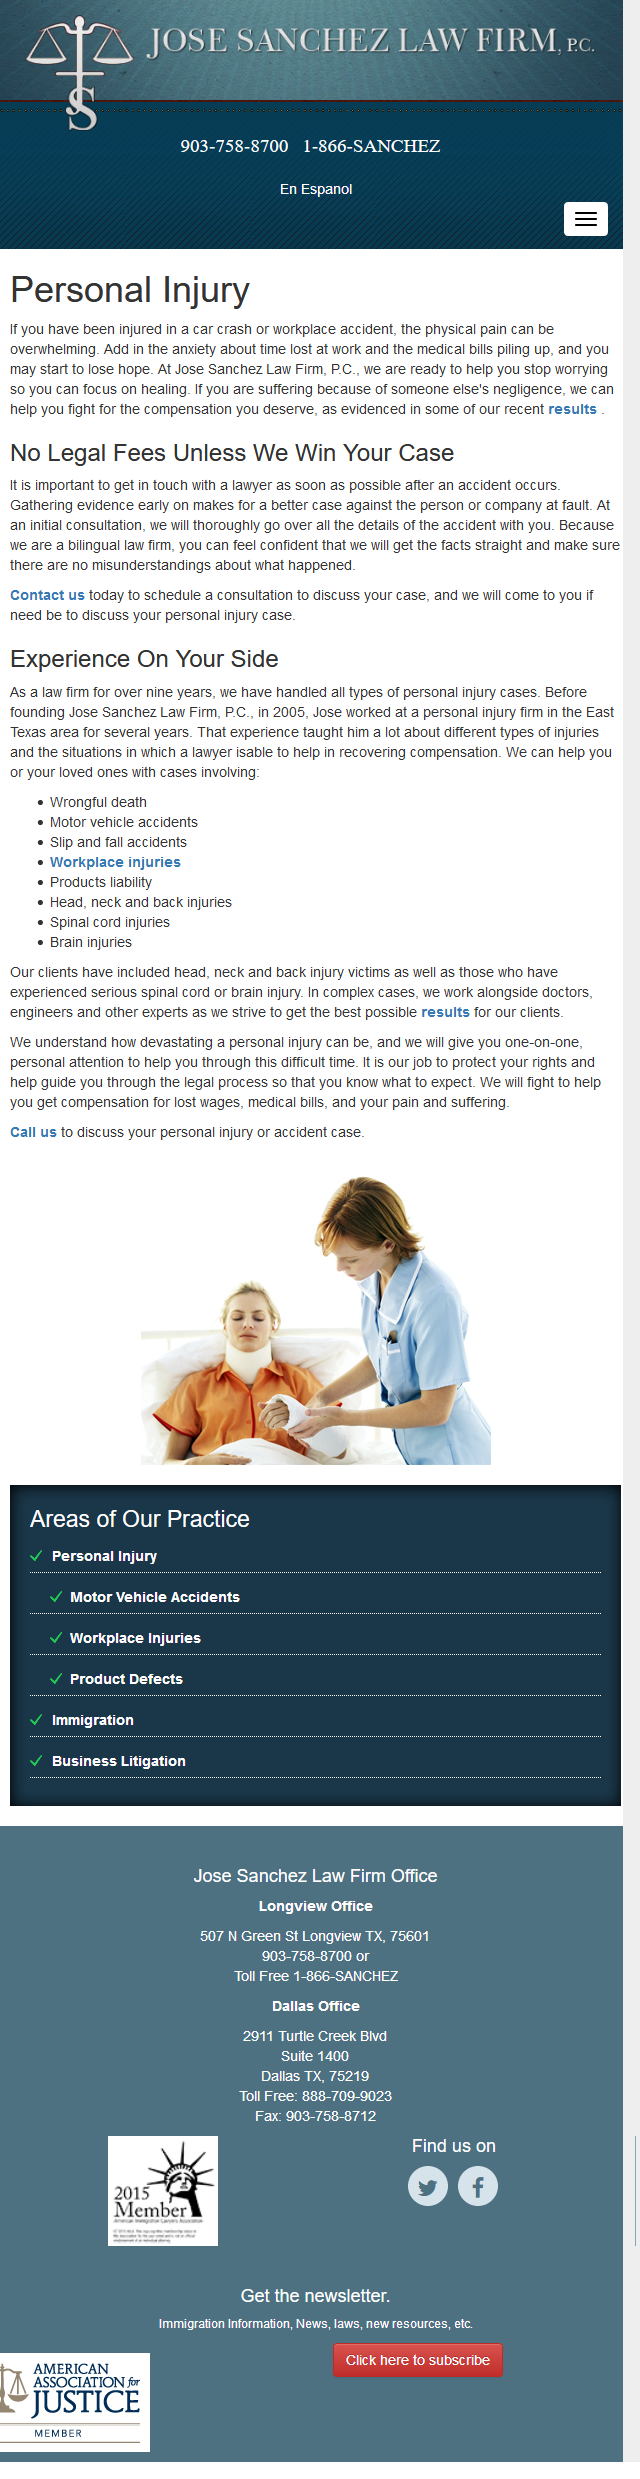 JOSE SANCHEZ LAW FIRM, P.C.
903-758-8700 1-866-SANCHEZ
En Espanol
Personal Injury
If you have been injured in a car crash or workplace accident, the physical pain can be
overwhelming. Add in the anxiety about time lost at work and the medical bills piling up, and you
may start to lose hope. At Jose Sanchez Law Firm, P.C., we are ready to help you stop worrying
so you can focus on healing. If you are suffering because of someone else's negligence, we can
help you fight for the compensation you deserve, as evidenced in some of our recent results .
No Legal Fees Unless We Win Your Case
It is important to get in touch with a lawyer as soon as possible after an accident occurs.
Gathering evidence early on makes for a better case against the person or company at fault. At
an initial consultation, we will thoroughly go over all the details of the accident with you. Because
we are a bilingual law firm, you can feel confident that we will get the facts straight and make sure
there are no misunderstandings about what happened.
Contact us today to schedule a consultation to discuss your case, and we will come to you if
need be to discuss your personal injury case.
Experience On Your Side
As a law firm for over nine years, we have handled all types of personal injury cases. Before
founding Jose Sanchez Law Firm, P.C., in 2005, Jose worked at a personal injury firm in the East
Texas area for several years. That experience taught him a lot about different types of injuries
and the situations in which a lawyer isable to help in recovering compensation. We can help you
or your loved ones with cases involving:
Wrongful death
Motor vehicle accidents
Slip and fall accidents
Workplace injuries
Products liability
Head, neck and back injuries
Spinal cord injuries
Brain injuries
Our clients have included head, neck and back injury victims as well as those who have
experienced serious spinal cord or brain injury. In complex cases, we work alongside doctors,
engineers and other experts as we strive to get the best possible results for our clients.
We understand how devastating a personal injury can be, and we will give you one-on-one,
personal attention to help you through this difficult time. It is our job to protect your rights and
help guide you through the legal process so that you know what to expect. We will fight to help
you get compensation for lost wages, medical bills, and your pain and suffering.
Call us to discuss your personal injury or accident case.
Areas of Our Practice
Personal Injury
Motor Vehicle Accidents
Workplace Injuries
Product Defects
Immigration
Business Litigation
Jose Sanchez Law Firm Office
Longview Office
507 N Green St Longview TX, 75601
903-758-8700 or
Toll Free 1-866-SANCHEZ
Dallas Office
2911 Turtle Creek Blvd
Suite 1400
Dallas TX, 75219
Toll Free: 888-709-9023
Fax: 903-758-8712
2015
Member
American Immigration Lawyers Association
Find us on
Get the newsletter.
Immigration Information, News, laws, new resources, etc.
Click here to subscribe
AMERICAN
ASSOCIATION for
JUSTICE
MEMBER